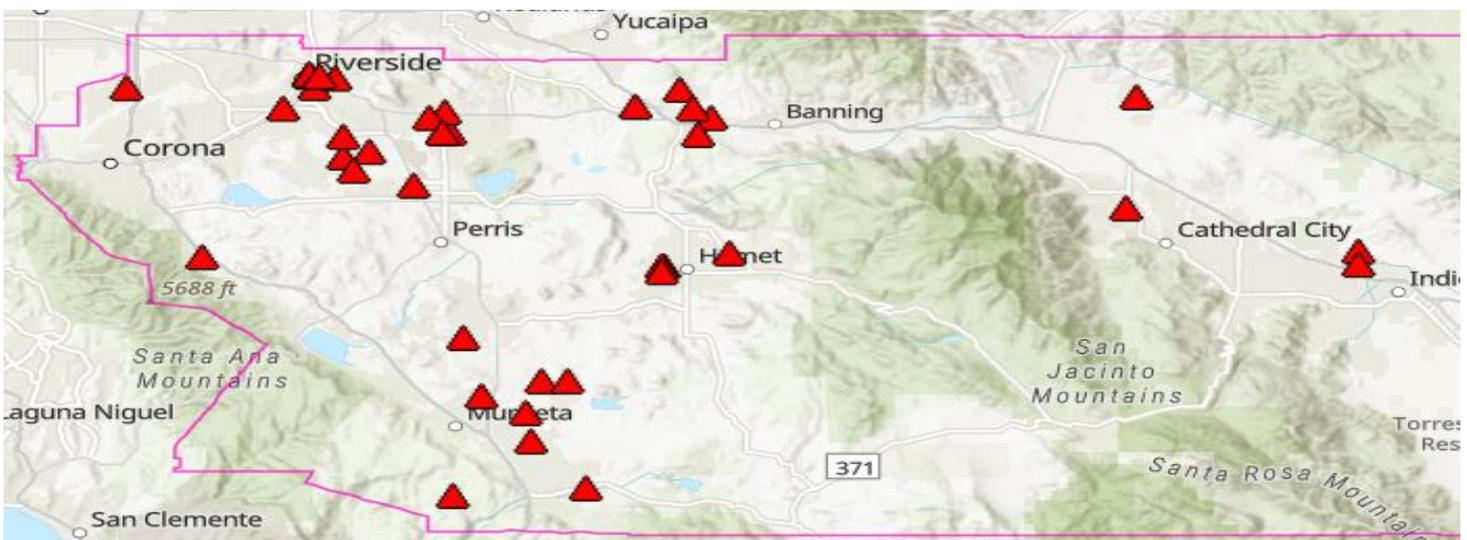 Yucaipa
Riverside
Banning
Corona
Perris
Cathedral City
Hemet
Indi
5688 ft
Santa Ana
Mountains
San
Jacinto
Mountains
Laguna Niguel
Murrieta
Torres
Res
371
Santa Rosa Mountain
San Clemente